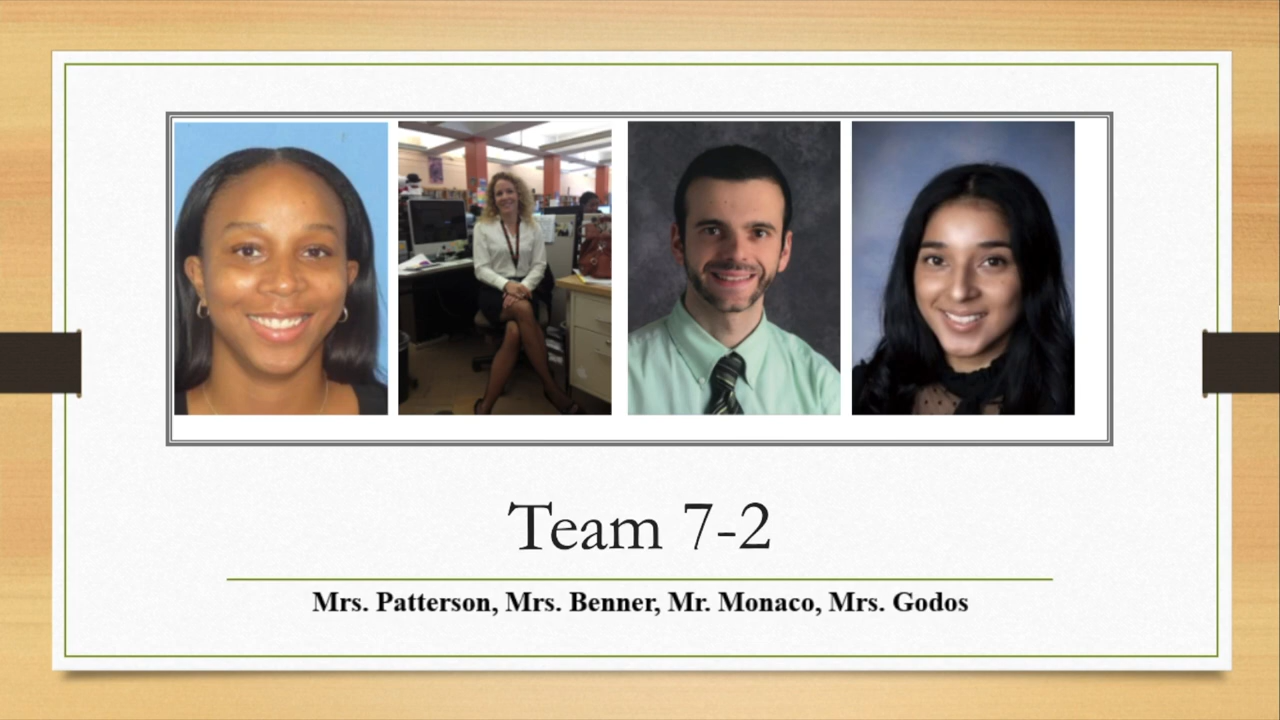 Team 7-2
Mrs. Patterson, Mrs. Benner, Mr. Monaco, Mrs. Godos